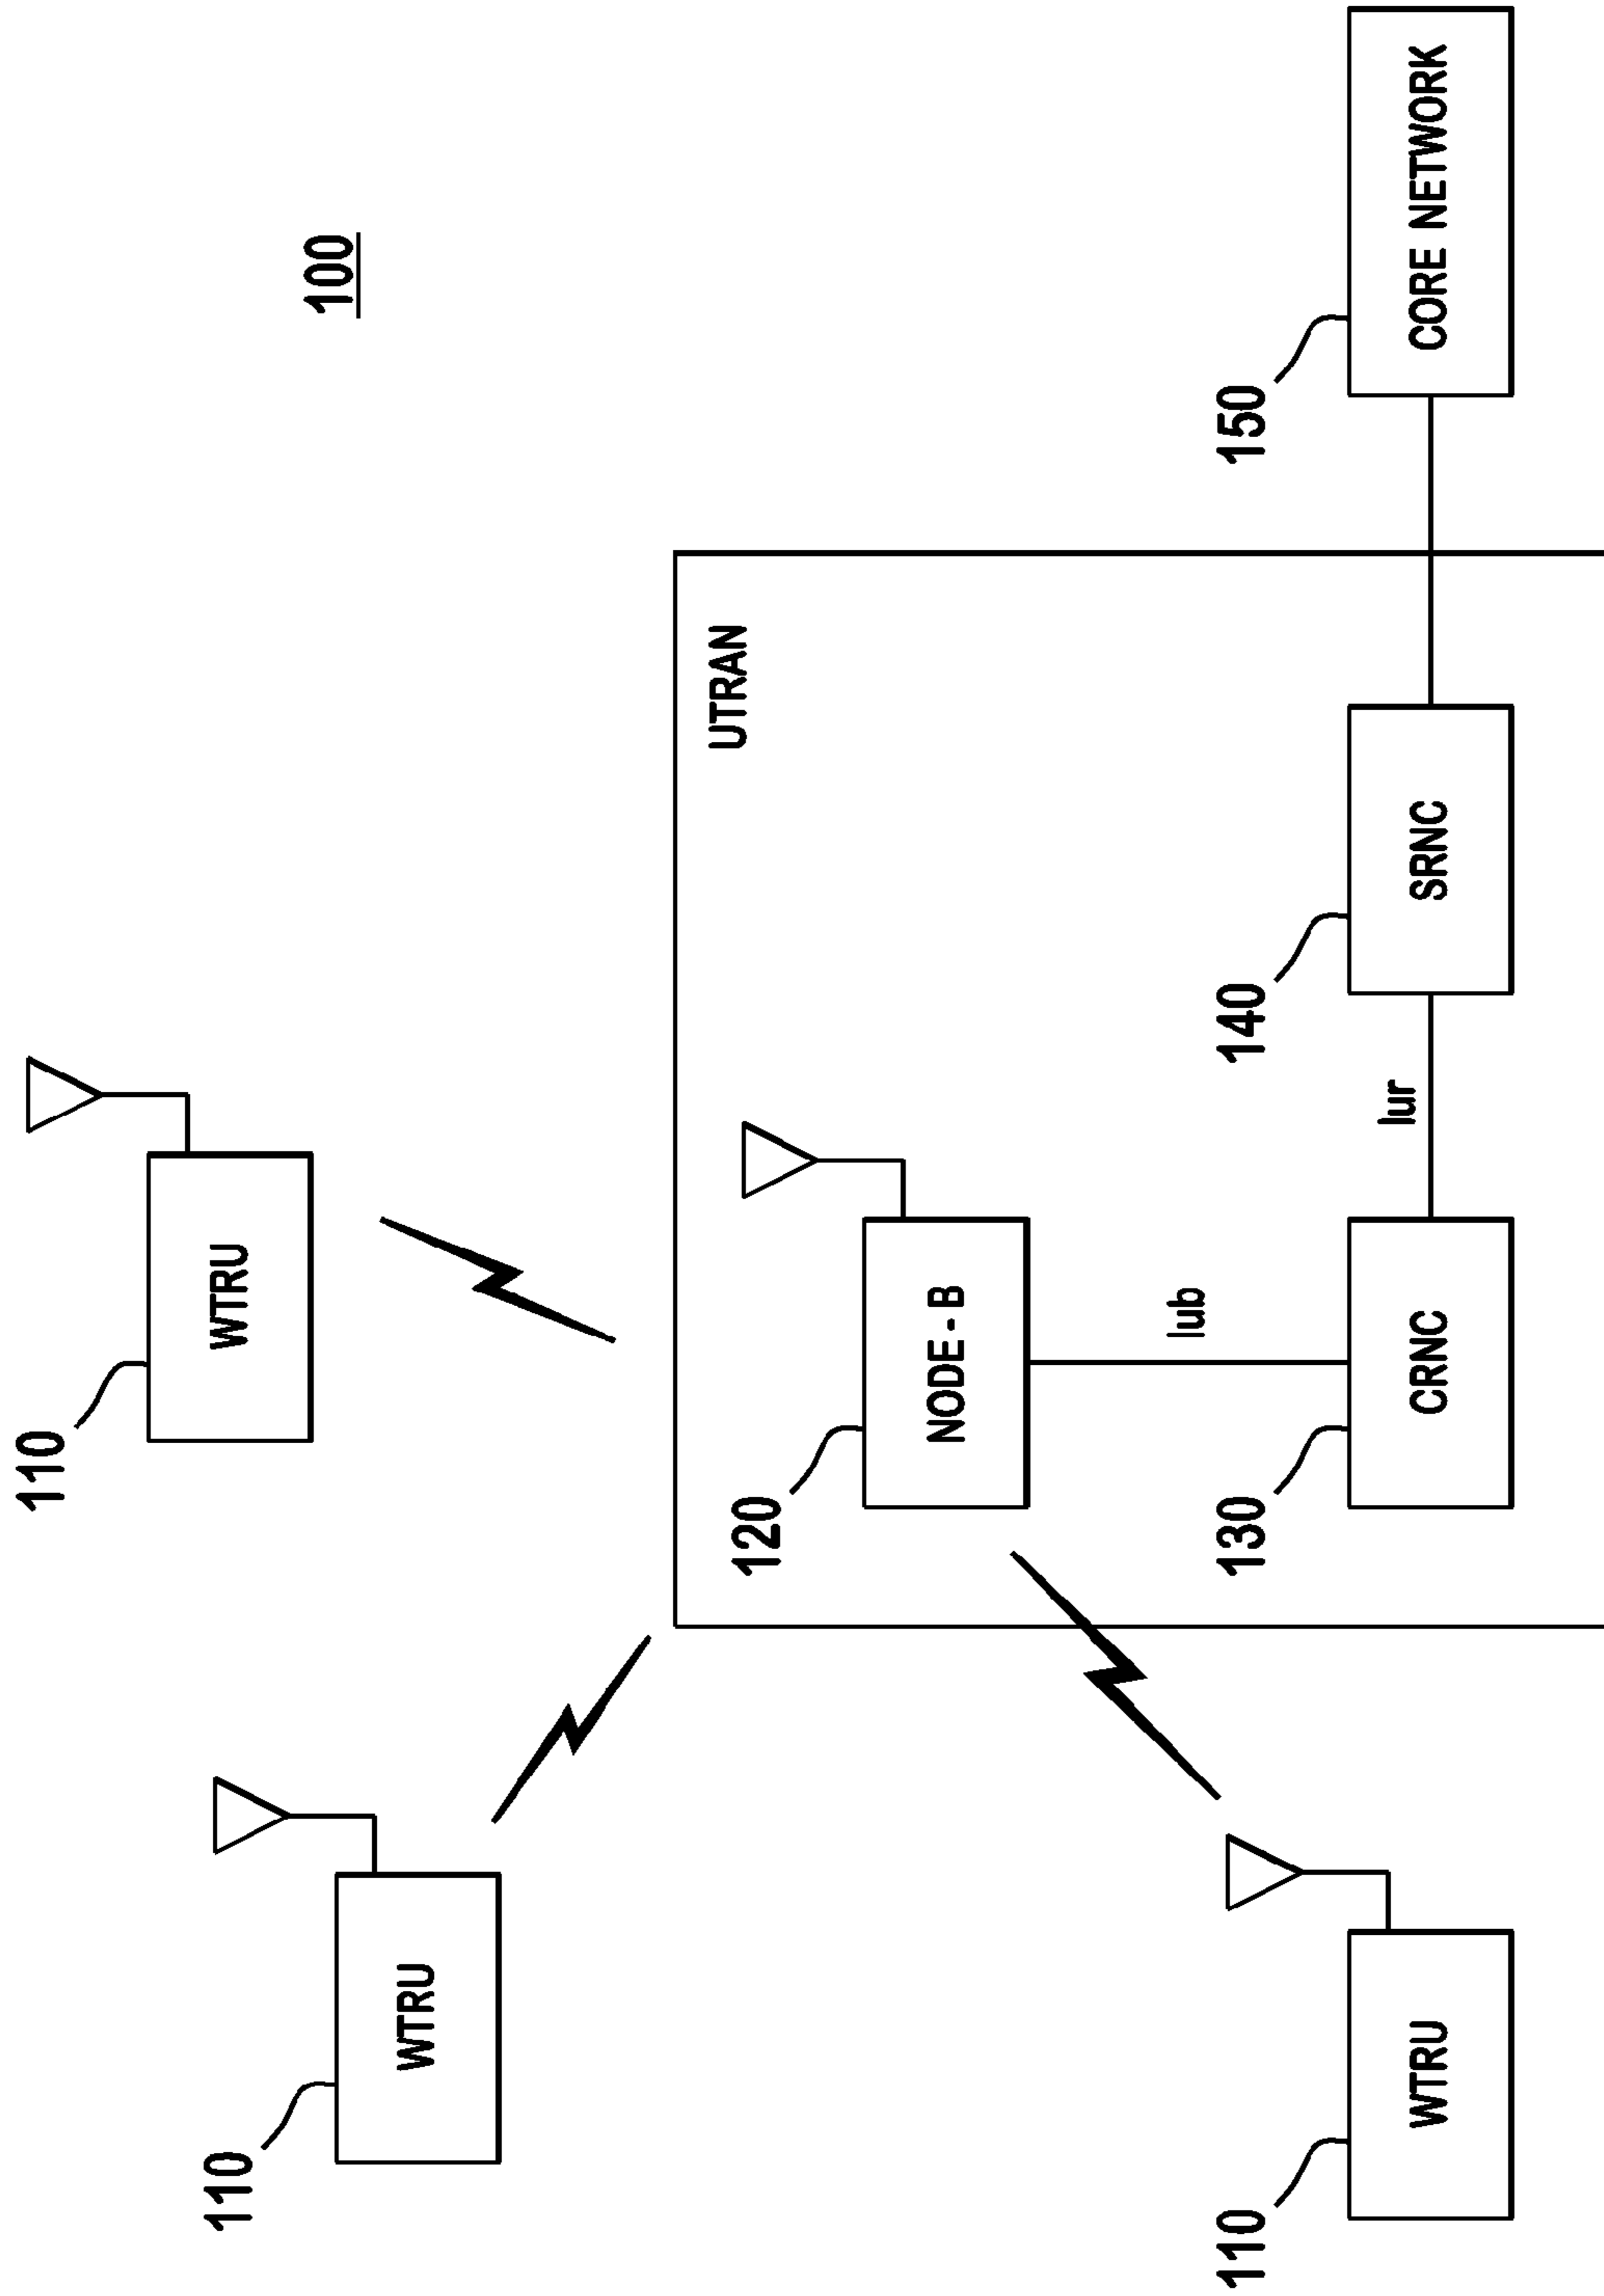 110
WTRU
110
100
WTRU
UTRAN
120
NODE-B
Iub
110
130
140
150
Iur
WTRU
CRNC
SRNC
CORE NETWORK